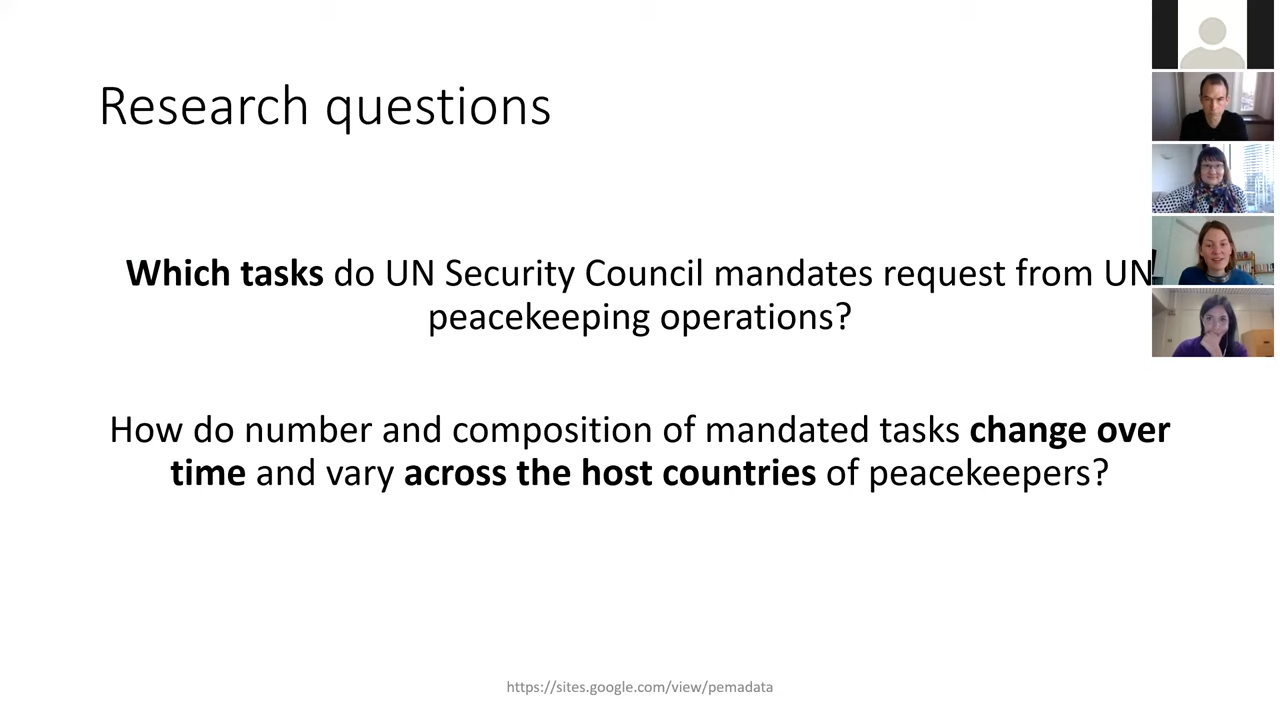 Research questions
Which tasks do UN Security Council mandates request from UN
peacekeeping operations?
How do number and composition of mandated tasks change over
time and vary across the host countries of peacekeepers?
https://sites.google.com/view/pemadata